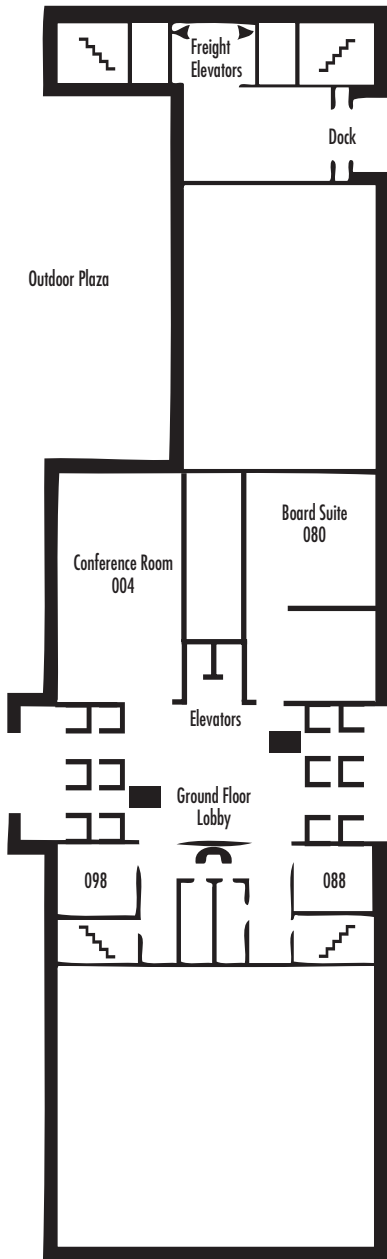 Freight
Elevators
Dock
Outdoor Plaza
Board Suite
080
Conference Room
004
Elevators
Ground Floor
Lobby
098
088